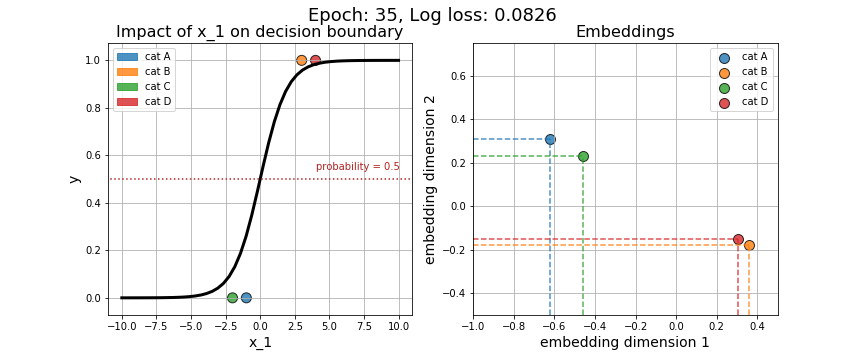 Epoch: 35, Log loss: 0.0826
Impact of x_1 on decision boundary
cat A
cat B
cat C
cat D
probability = 0.5
1.0
0.8
0.6
0.4
0.2
0.0
y
−10.0 −7.5 −5.0 −2.5 0.0 2.5 5.0 7.5 10.0
x_1
Embeddings
cat A
cat B
cat C
cat D
0.6
0.4
0.2
0.0
−0.2
−0.4
embedding dimension 2
−1.0 −0.8 −0.6 −0.4 −0.2 0.0 0.2 0.4
embedding dimension 1